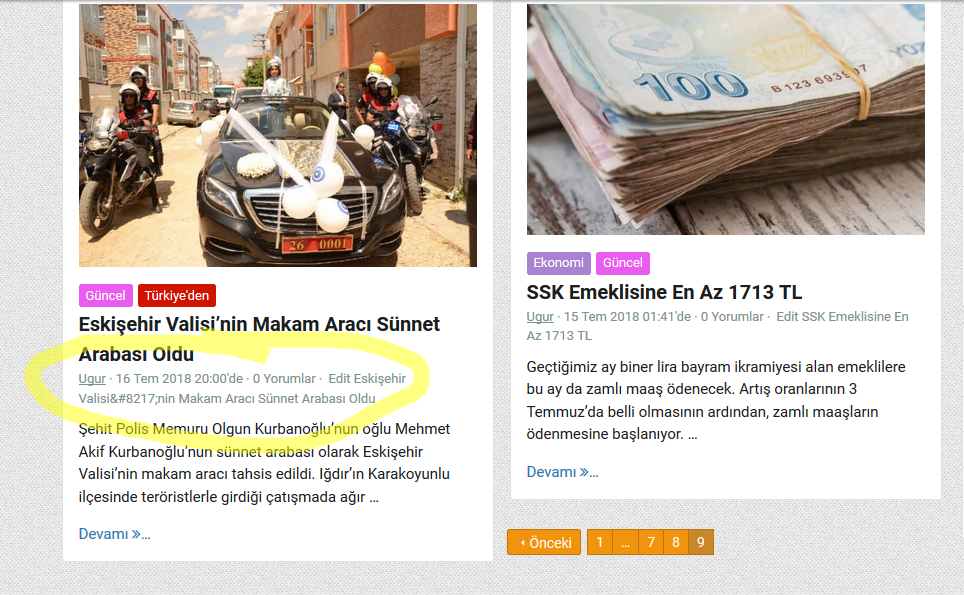 26 0001
Güncel Türkiye'den
Eskişehir Valisi’nin Makam Aracı Sünnet
Arabası Oldu
Ugur · 16 Tem 2018 20:00'de · 0 Yorumlar · Edit Eskişehir
Valisi&#8217;nin Makam Aracı Sünnet Arabası Oldu
Şehit Polis Memuru Olgun Kurbanoğlu’nun oğlu Mehmet
Akif Kurbanoğlu’nun sünnet arabası olarak Eskişehir
Valisi’nin makam aracı tahsis edildi. Iğdır’ın Karakoyunlu
ilçesinde teröristlerle girdiği çatışmada ağır ...
Devamı »...
100
B123 693
YÜZ
Ekonomi Güncel
SSK Emeklisine En Az 1713 TL
Ugur · 15 Tem 2018 01:41'de · 0 Yorumlar · Edit SSK Emeklisine En
Az 1713 TL
Geçtiğimiz ay biner lira bayram ikramiyesi alan emeklilere
bu ay da zamlı maaş ödenecek. Artış oranlarının 3
Temmuz’da belli olmasının ardından, zamlı maaşların
ödenmesine başlanıyor. ...
Devamı »...
Önceki 1 ... 7 8 9